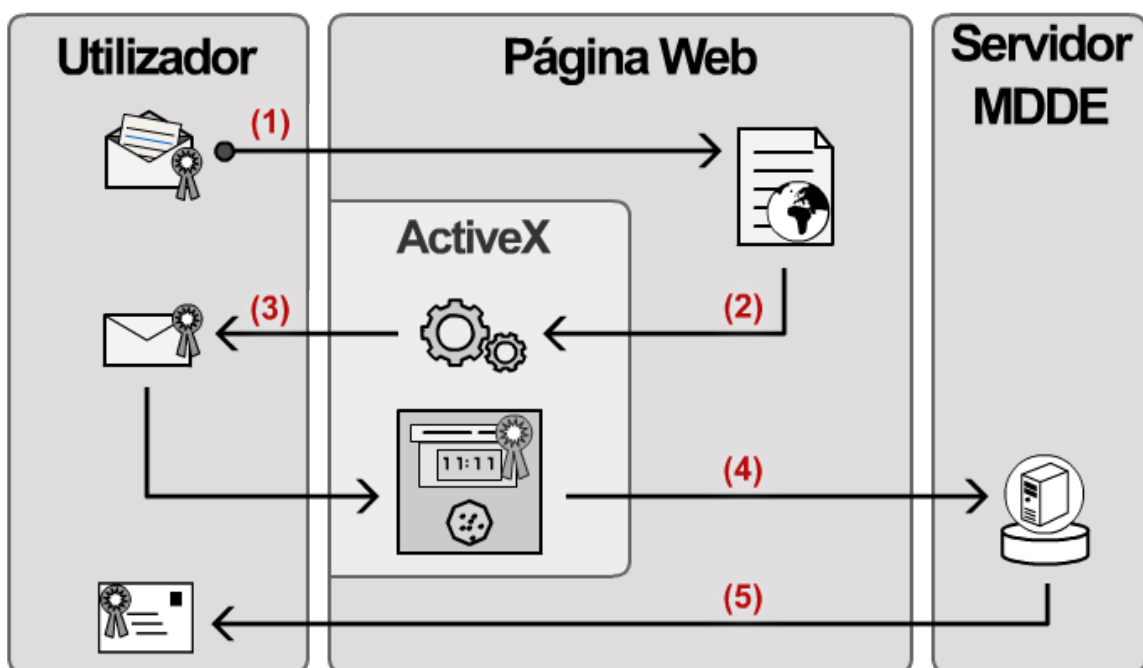 Utilizador
Página Web
Servidor
MDDE
(1)
ActiveX
(3)
(2)
11:11
(4)
(5)